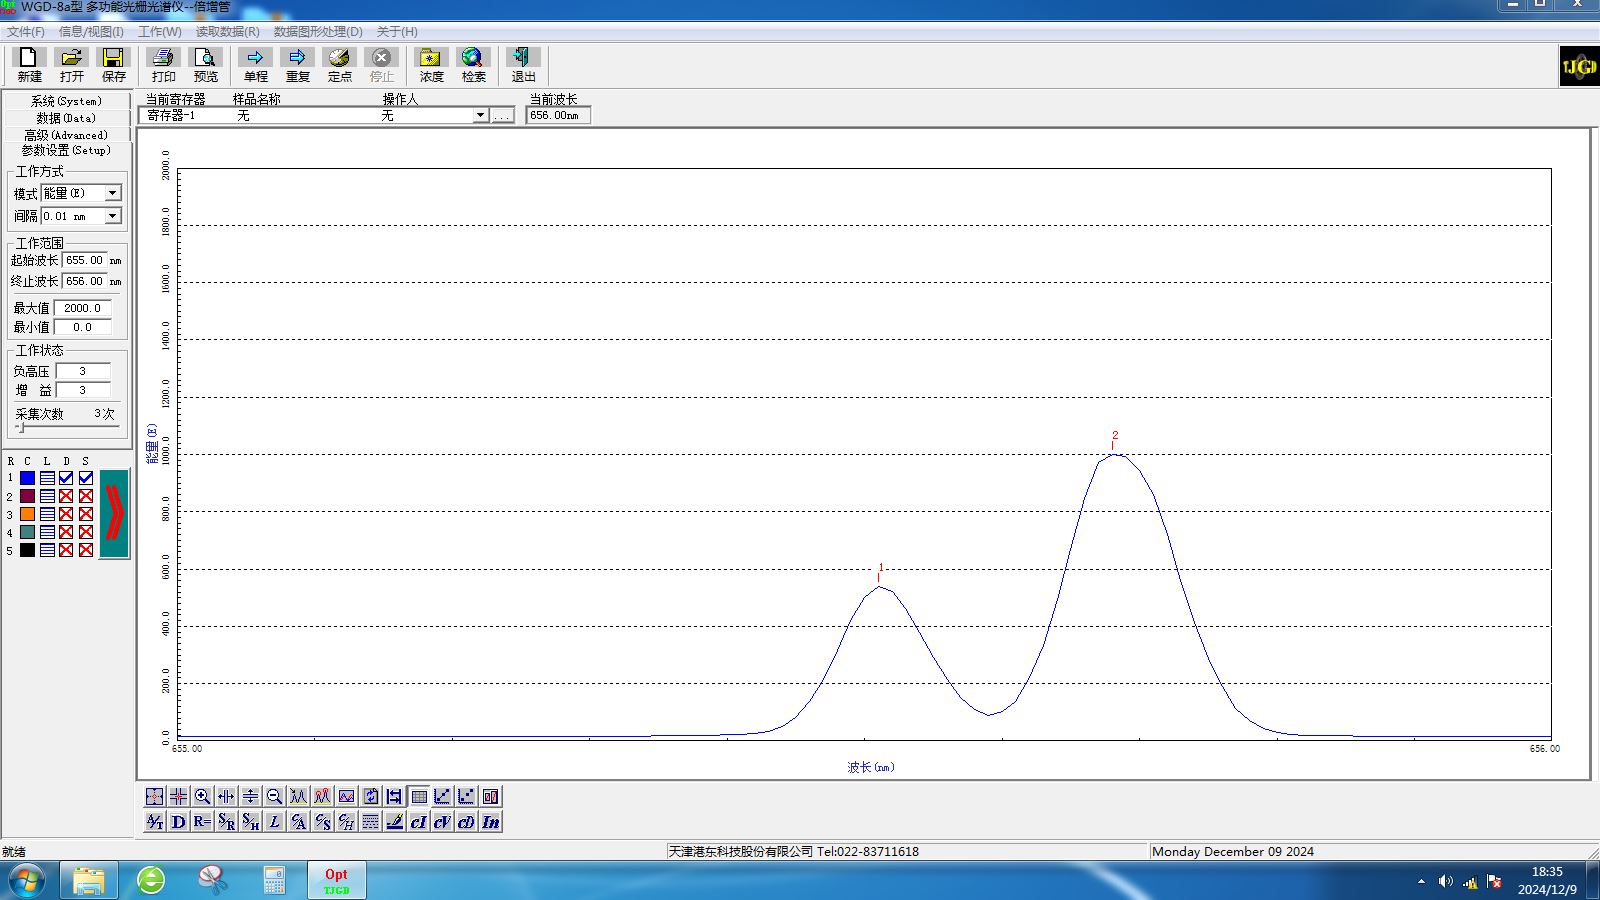 WGD-8a型 多功能光栅光谱仪--倍增管
文件(F) 信息/视图(I) 工作(W) 读取数据(R) 数据图形处理(D) 关于(H)
新建 打开 保存 打印 预览 单程 重复 定点 停止 浓度 检索 退出
TJGD
系统(System)
数据(Data)
高级(Advanced)
参数设置(Setup)
当前寄存器 样品名称 操作人 当前波长
寄存器-1 无 无 ... 656.00nm
工作方式
模式 能量(E)
间隔 0.01 nm
工作范围
起始波长 655.00 nm
终止波长 656.00 nm
最大值 2000.0
最小值 0.0
工作状态
负高压 3
增 益 3
采集次数 3次
R C L D S
1
2
3
4
5
2000.0
1800.0
1600.0
1400.0
1200.0
1000.0
800.0
600.0
400.0
200.0
0.0
能量(E)
1
2
655.00 656.00
波长(nm)
A/T D R= S/R S/H L C/A C/S C/H cI cV cD In
就绪 天津港东科技股份有限公司 Tel:022-83711618 Monday December 09 2024
Opt
TJGD
18:35
2024/12/9